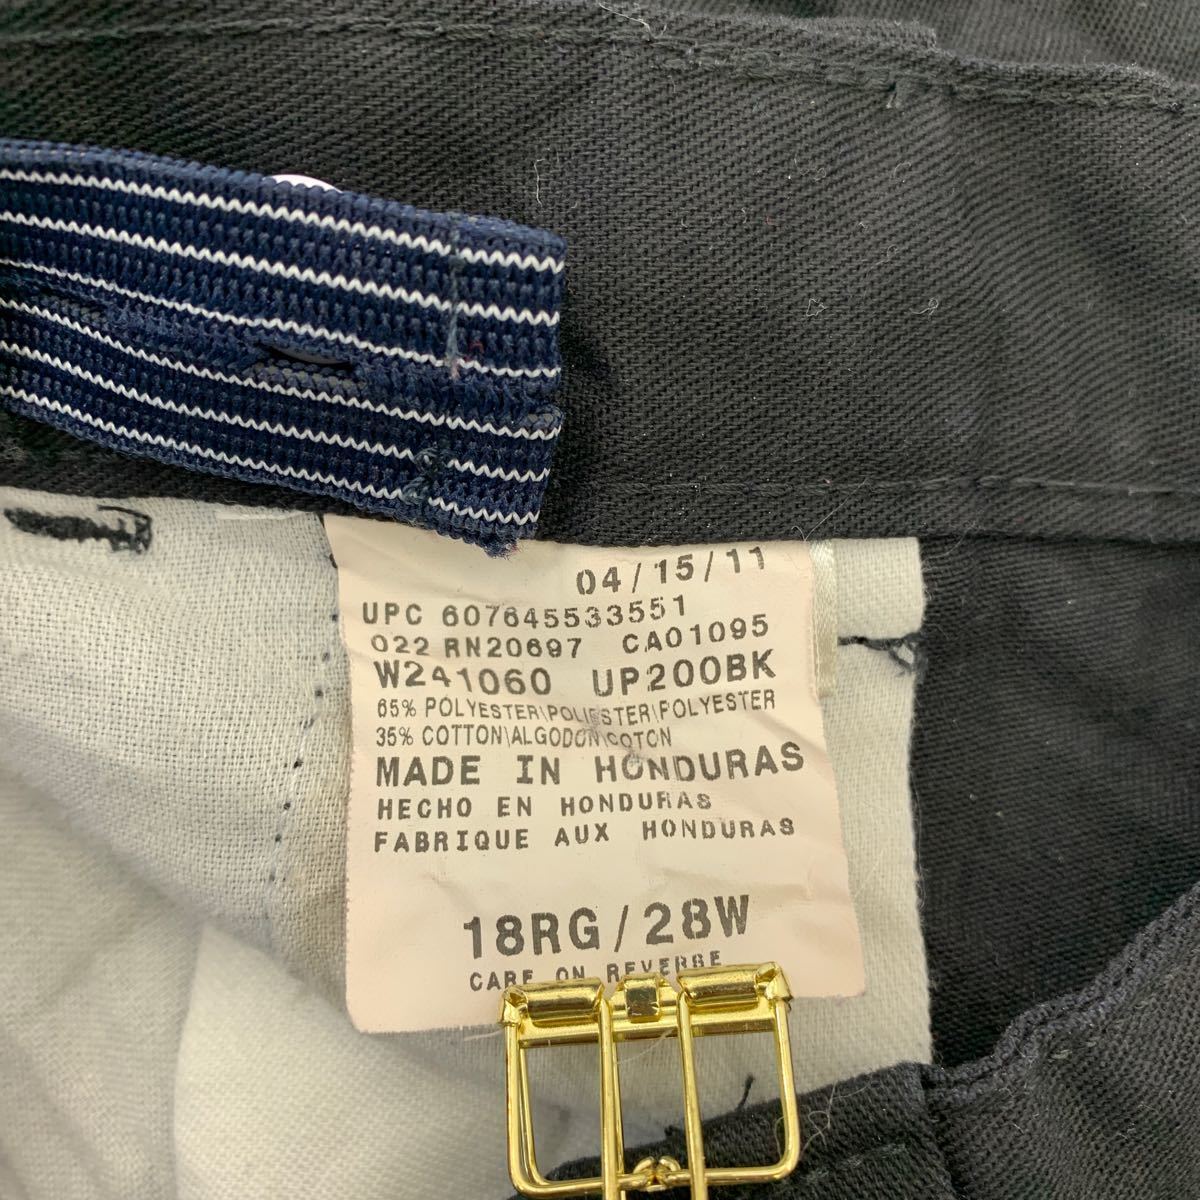 04/15/11
UPC 607645533551
022 RN20697 CA01095
W241060 UP200BK
65% POLYESTER\POLIESTER\POLYESTER
35% COTTON\ALGODON\COTON
MADE IN HONDURAS
HECHO EN HONDURAS
FABRIQUE AUX HONDURAS
18RG/28W
CARE ON REVERSE